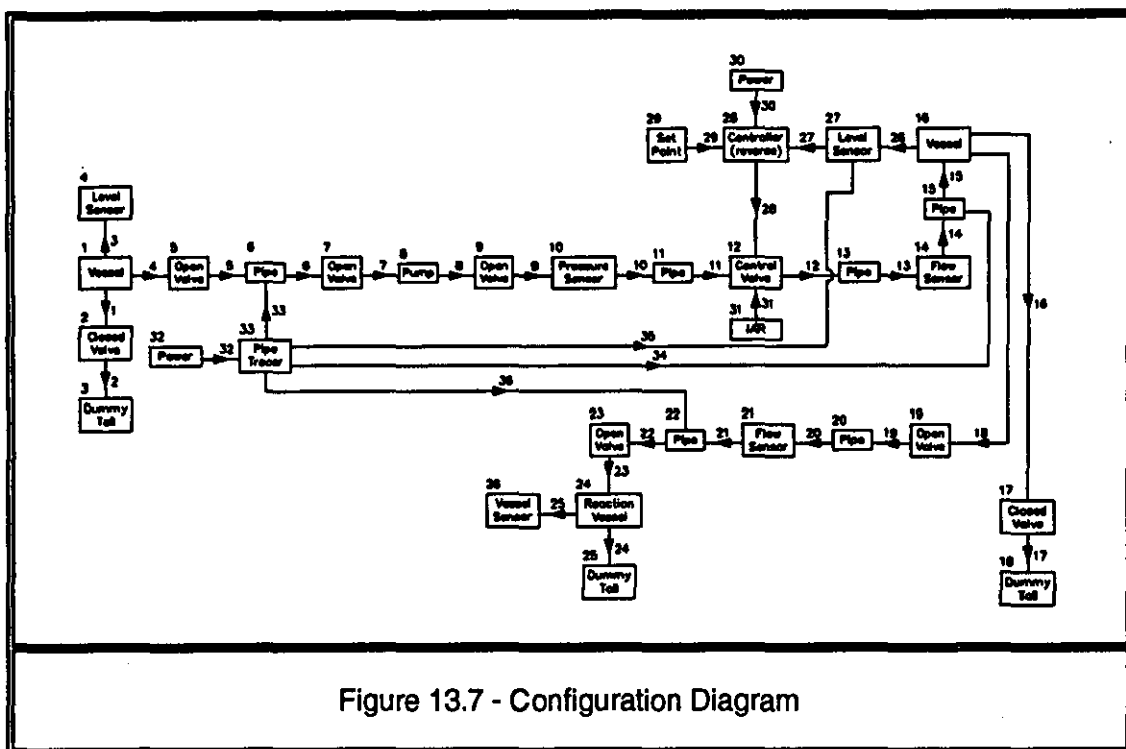 30
Power
30
29
Set
Point
29
28
Controller
(reverse)
27
27
Level
Sensor
26
16
Vessel
4
Level
Sensor
3
28
15
15
Pipe
14
1
Vessel
4
5
Open
Valve
5
6
Pipe
6
7
Open
Valve
7
8
Pump
8
9
Open
Valve
9
10
Pressure
Sensor
10
11
Pipe
11
12
Control
Valve
12
13
Pipe
13
14
Flow
Sensor
1
33
31
31
I/AR
16
2
Closed
Valve
32
Power
32
33
Pipe
Tracer
35
34
2
3
Dummy
Tail
36
23
Open
Valve
22
22
Pipe
21
21
Flow
Sensor
20
20
Pipe
19
19
Open
Valve
18
23
26
Vessel
Sensor
25
24
Reaction
Vessel
17
Closed
Valve
24
25
Dummy
Tail
17
18
Dummy
Tail
Figure 13.7 - Configuration Diagram